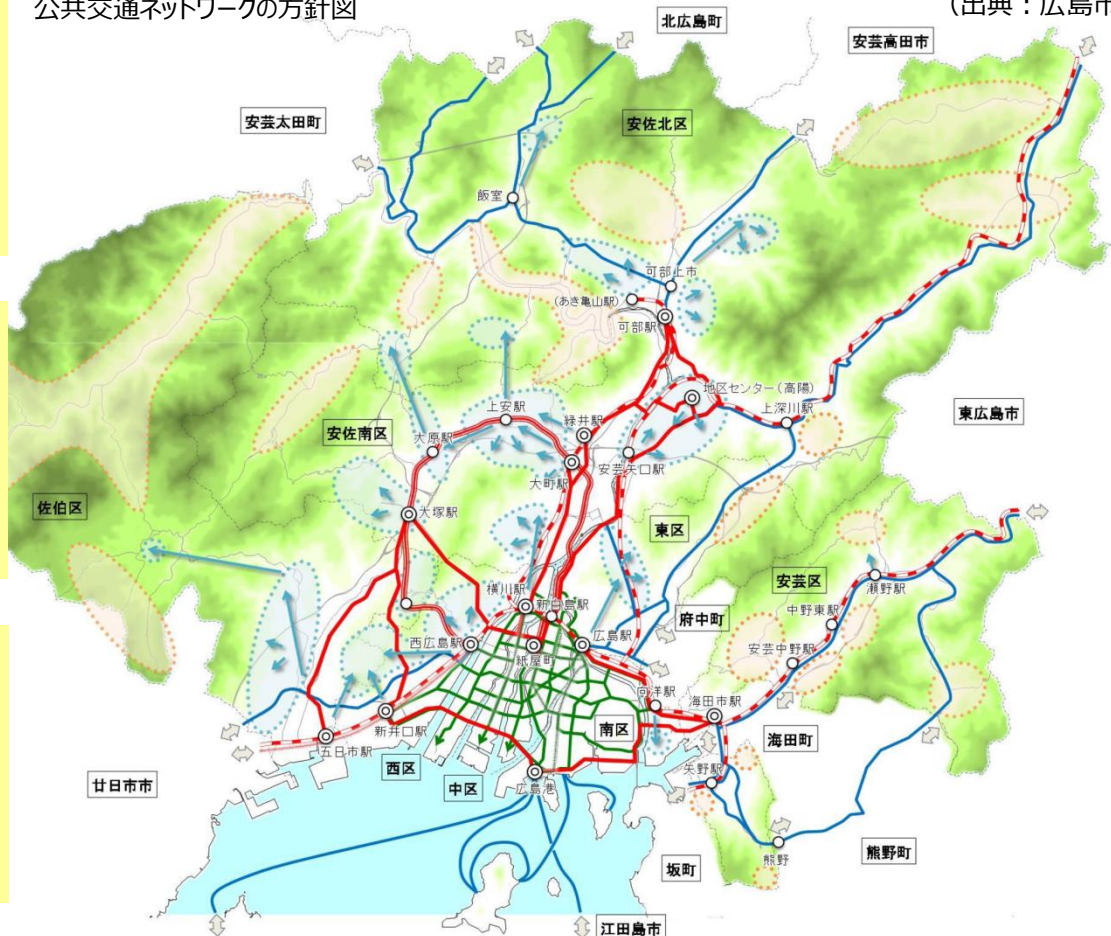 公共交通ネットワークの方針図
（出典：広島市
北広島町
安芸高田市
安芸太田町
安佐北区
飯室
可部上市
(あき亀山駅)
可部駅
地区センター(高陽)
上深川駅
東広島市
上安駅
緑井駅
安佐南区
大原駅
安芸矢口駅
大町駅
佐伯区
大塚駅
東区
安芸区
瀬野駅
横川駅
新白島駅
中野東駅
府中町
西広島駅
広島駅
安芸中野駅
紙屋町
向洋駅
海田市駅
新井口駅
南区
五日市駅
海田町
西区
矢野駅
廿日市市
中区
広島港
坂町
熊野
熊野町
江田島市